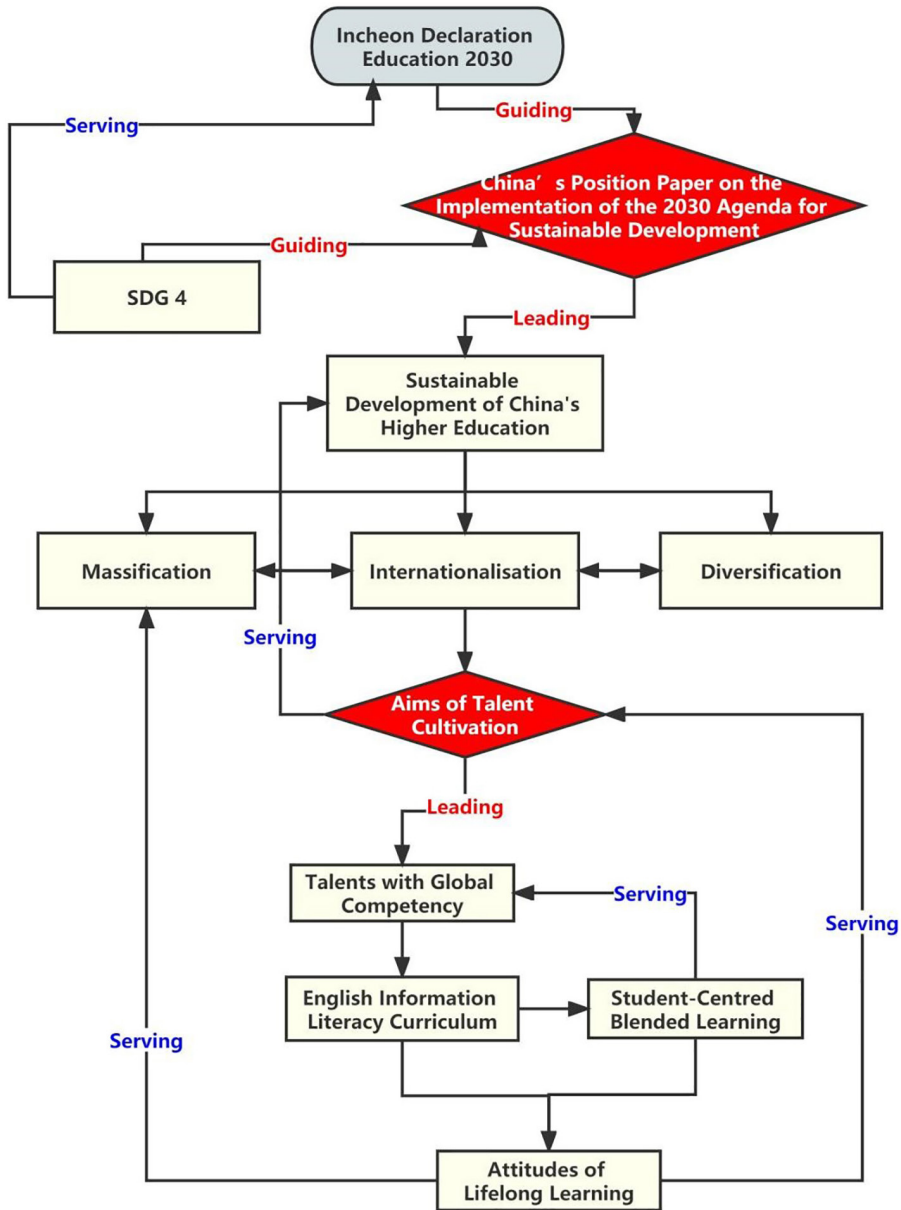 Incheon Declaration
Education 2030
Guiding
Serving
China’s Position Paper on the
Implementation of the 2030 Agenda for
Sustainable Development
Guiding
SDG 4
Leading
Sustainable
Development of China's
Higher Education
Massification
Internationalisation
Diversification
Serving
Aims of Talent
Cultivation
Leading
Talents with Global
Competency
Serving
Serving
English Information
Literacy Curriculum
Student-Centred
Blended Learning
Serving
Attitudes of
Lifelong Learning